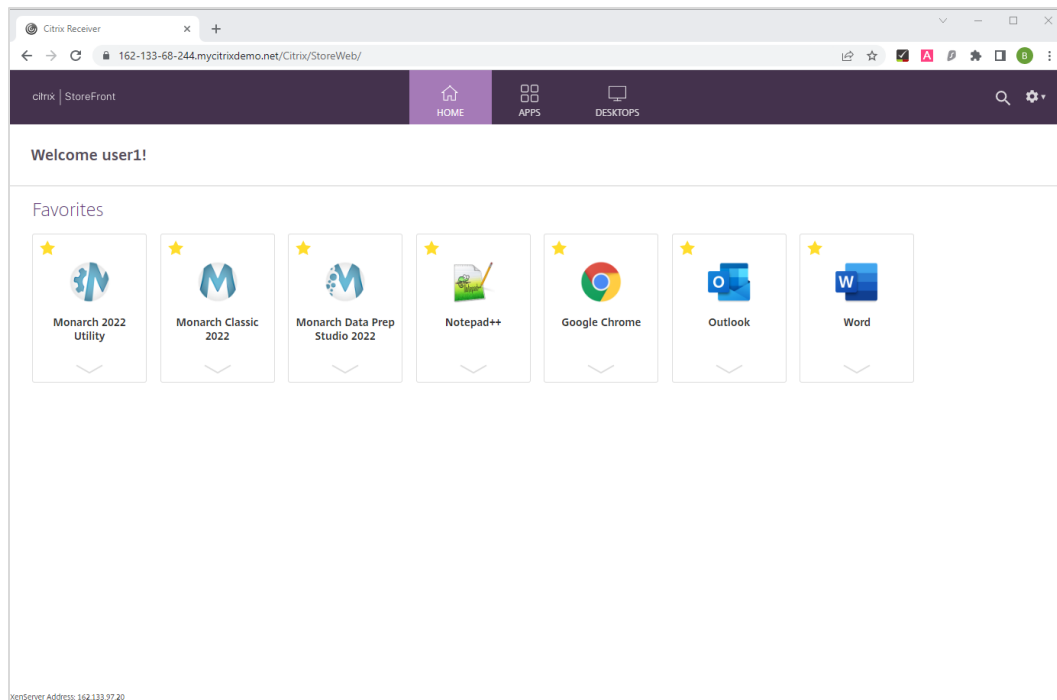 Citrix Receiver
162-133-68-244.mycitrixdemo.net/Citrix/StoreWeb/
A
B
citrix | StoreFront
HOME
APPS
DESKTOPS
Welcome user1!
Favorites
Monarch 2022
Utility
Monarch Classic
2022
Monarch Data Prep
Studio 2022
Notepad++
Google Chrome
Outlook
Word
XenServer Address: 162.133.97.20